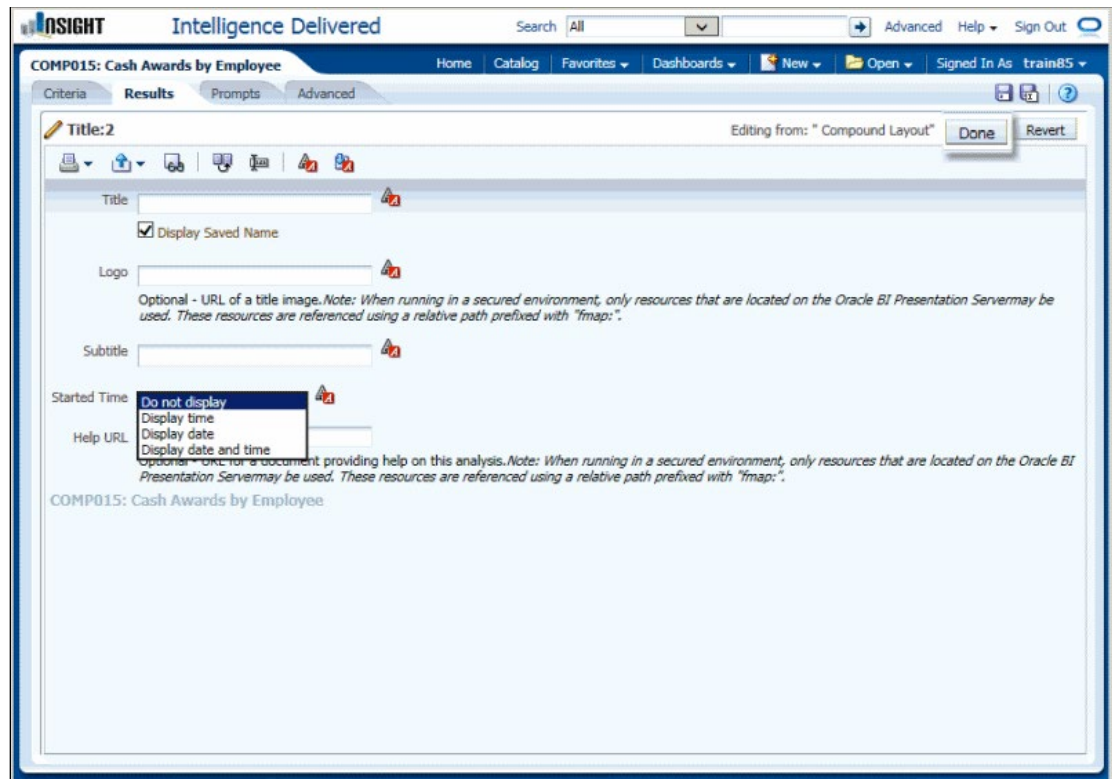 INSIGHT Intelligence Delivered Search All Advanced Help Sign Out
COMP015: Cash Awards by Employee Home Catalog Favorites Dashboards New Open Signed In As train85
Criteria Results Prompts Advanced
Title:2 Editing from: " Compound Layout" Done Revert
Title
Display Saved Name
Logo
Optional - URL of a title image.Note: When running in a secured environment, only resources that are located on the Oracle BI Presentation Servermay be
used. These resources are referenced using a relative path prefixed with "fmap:".
Subtitle
Started Time Do not display
Display time
Help URL Display date
Display date and time
Optional - URL for a document providing help on this analysis.Note: When running in a secured environment, only resources that are located on the Oracle BI
Presentation Servermay be used. These resources are referenced using a relative path prefixed with "fmap:".
COMP015: Cash Awards by Employee